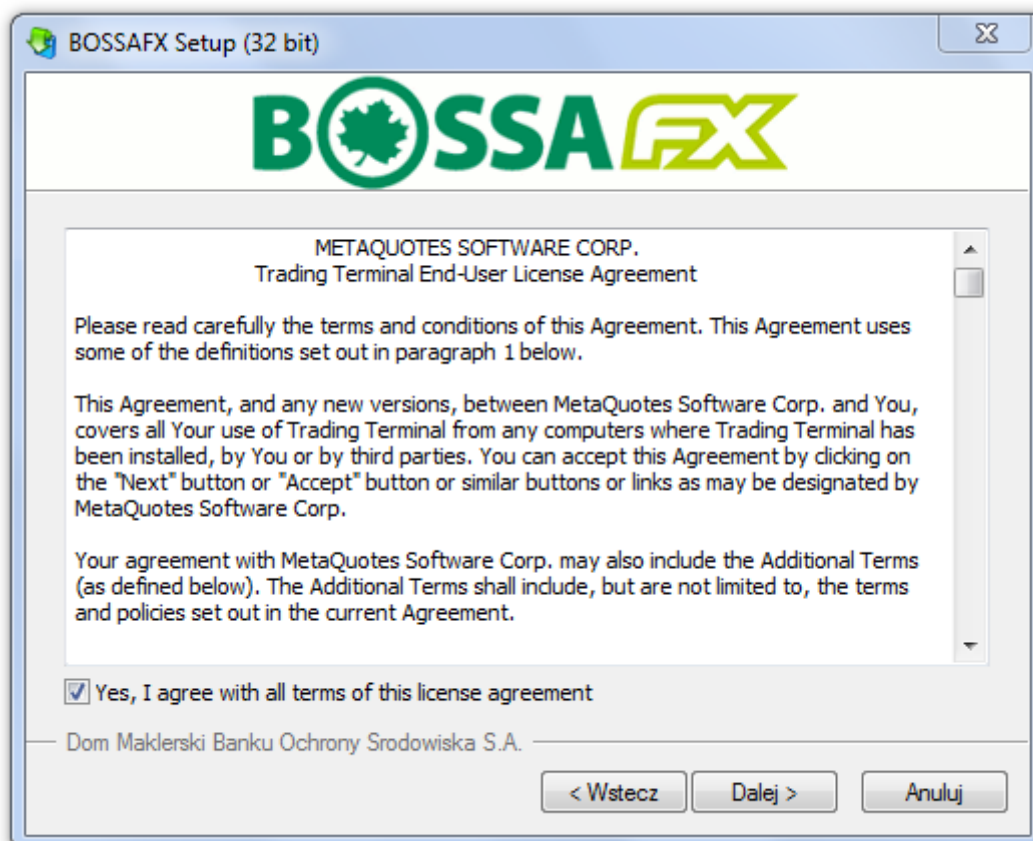 BOSSAFX Setup (32 bit)
BOSSA FX
METAQUOTES SOFTWARE CORP.
Trading Terminal End-User License Agreement
Please read carefully the terms and conditions of this Agreement. This Agreement uses
some of the definitions set out in paragraph 1 below.
This Agreement, and any new versions, between MetaQuotes Software Corp. and You,
covers all Your use of Trading Terminal from any computers where Trading Terminal has
been installed, by You or by third parties. You can accept this Agreement by clicking on
the "Next" button or "Accept" button or similar buttons or links as may be designated by
MetaQuotes Software Corp.
Your agreement with MetaQuotes Software Corp. may also include the Additional Terms
(as defined below). The Additional Terms shall include, but are not limited to, the terms
and policies set out in the current Agreement.
Yes, I agree with all terms of this license agreement
Dom Maklerski Banku Ochrony Srodowiska S.A.
< Wstecz
Dalej >
Anuluj